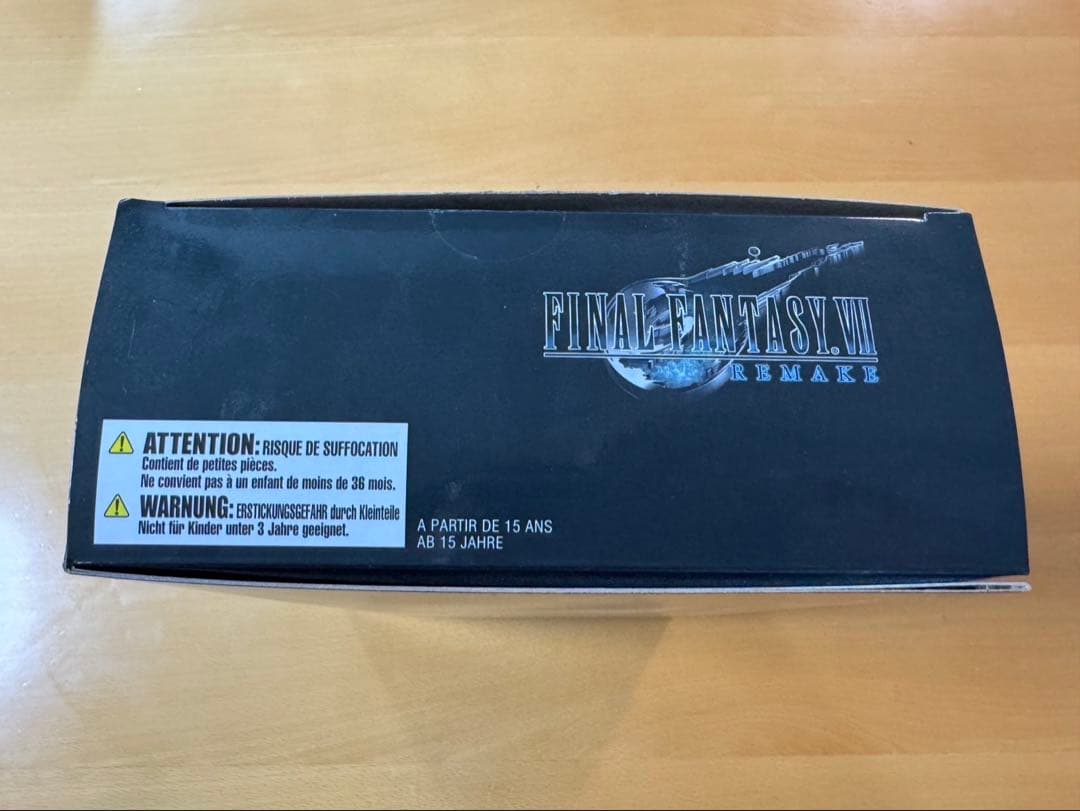 FINAL FANTASY VII
REMAKE
ATTENTION: RISQUE DE SUFFOCATION
Contient de petites pièces.
Ne convient pas à un enfant de moins de 36 mois.
WARNUNG: ERSTICKUNGSGEFAHR durch Kleinteile
Nicht für Kinder unter 3 Jahre geeignet.
A PARTIR DE 15 ANS
AB 15 JAHRE